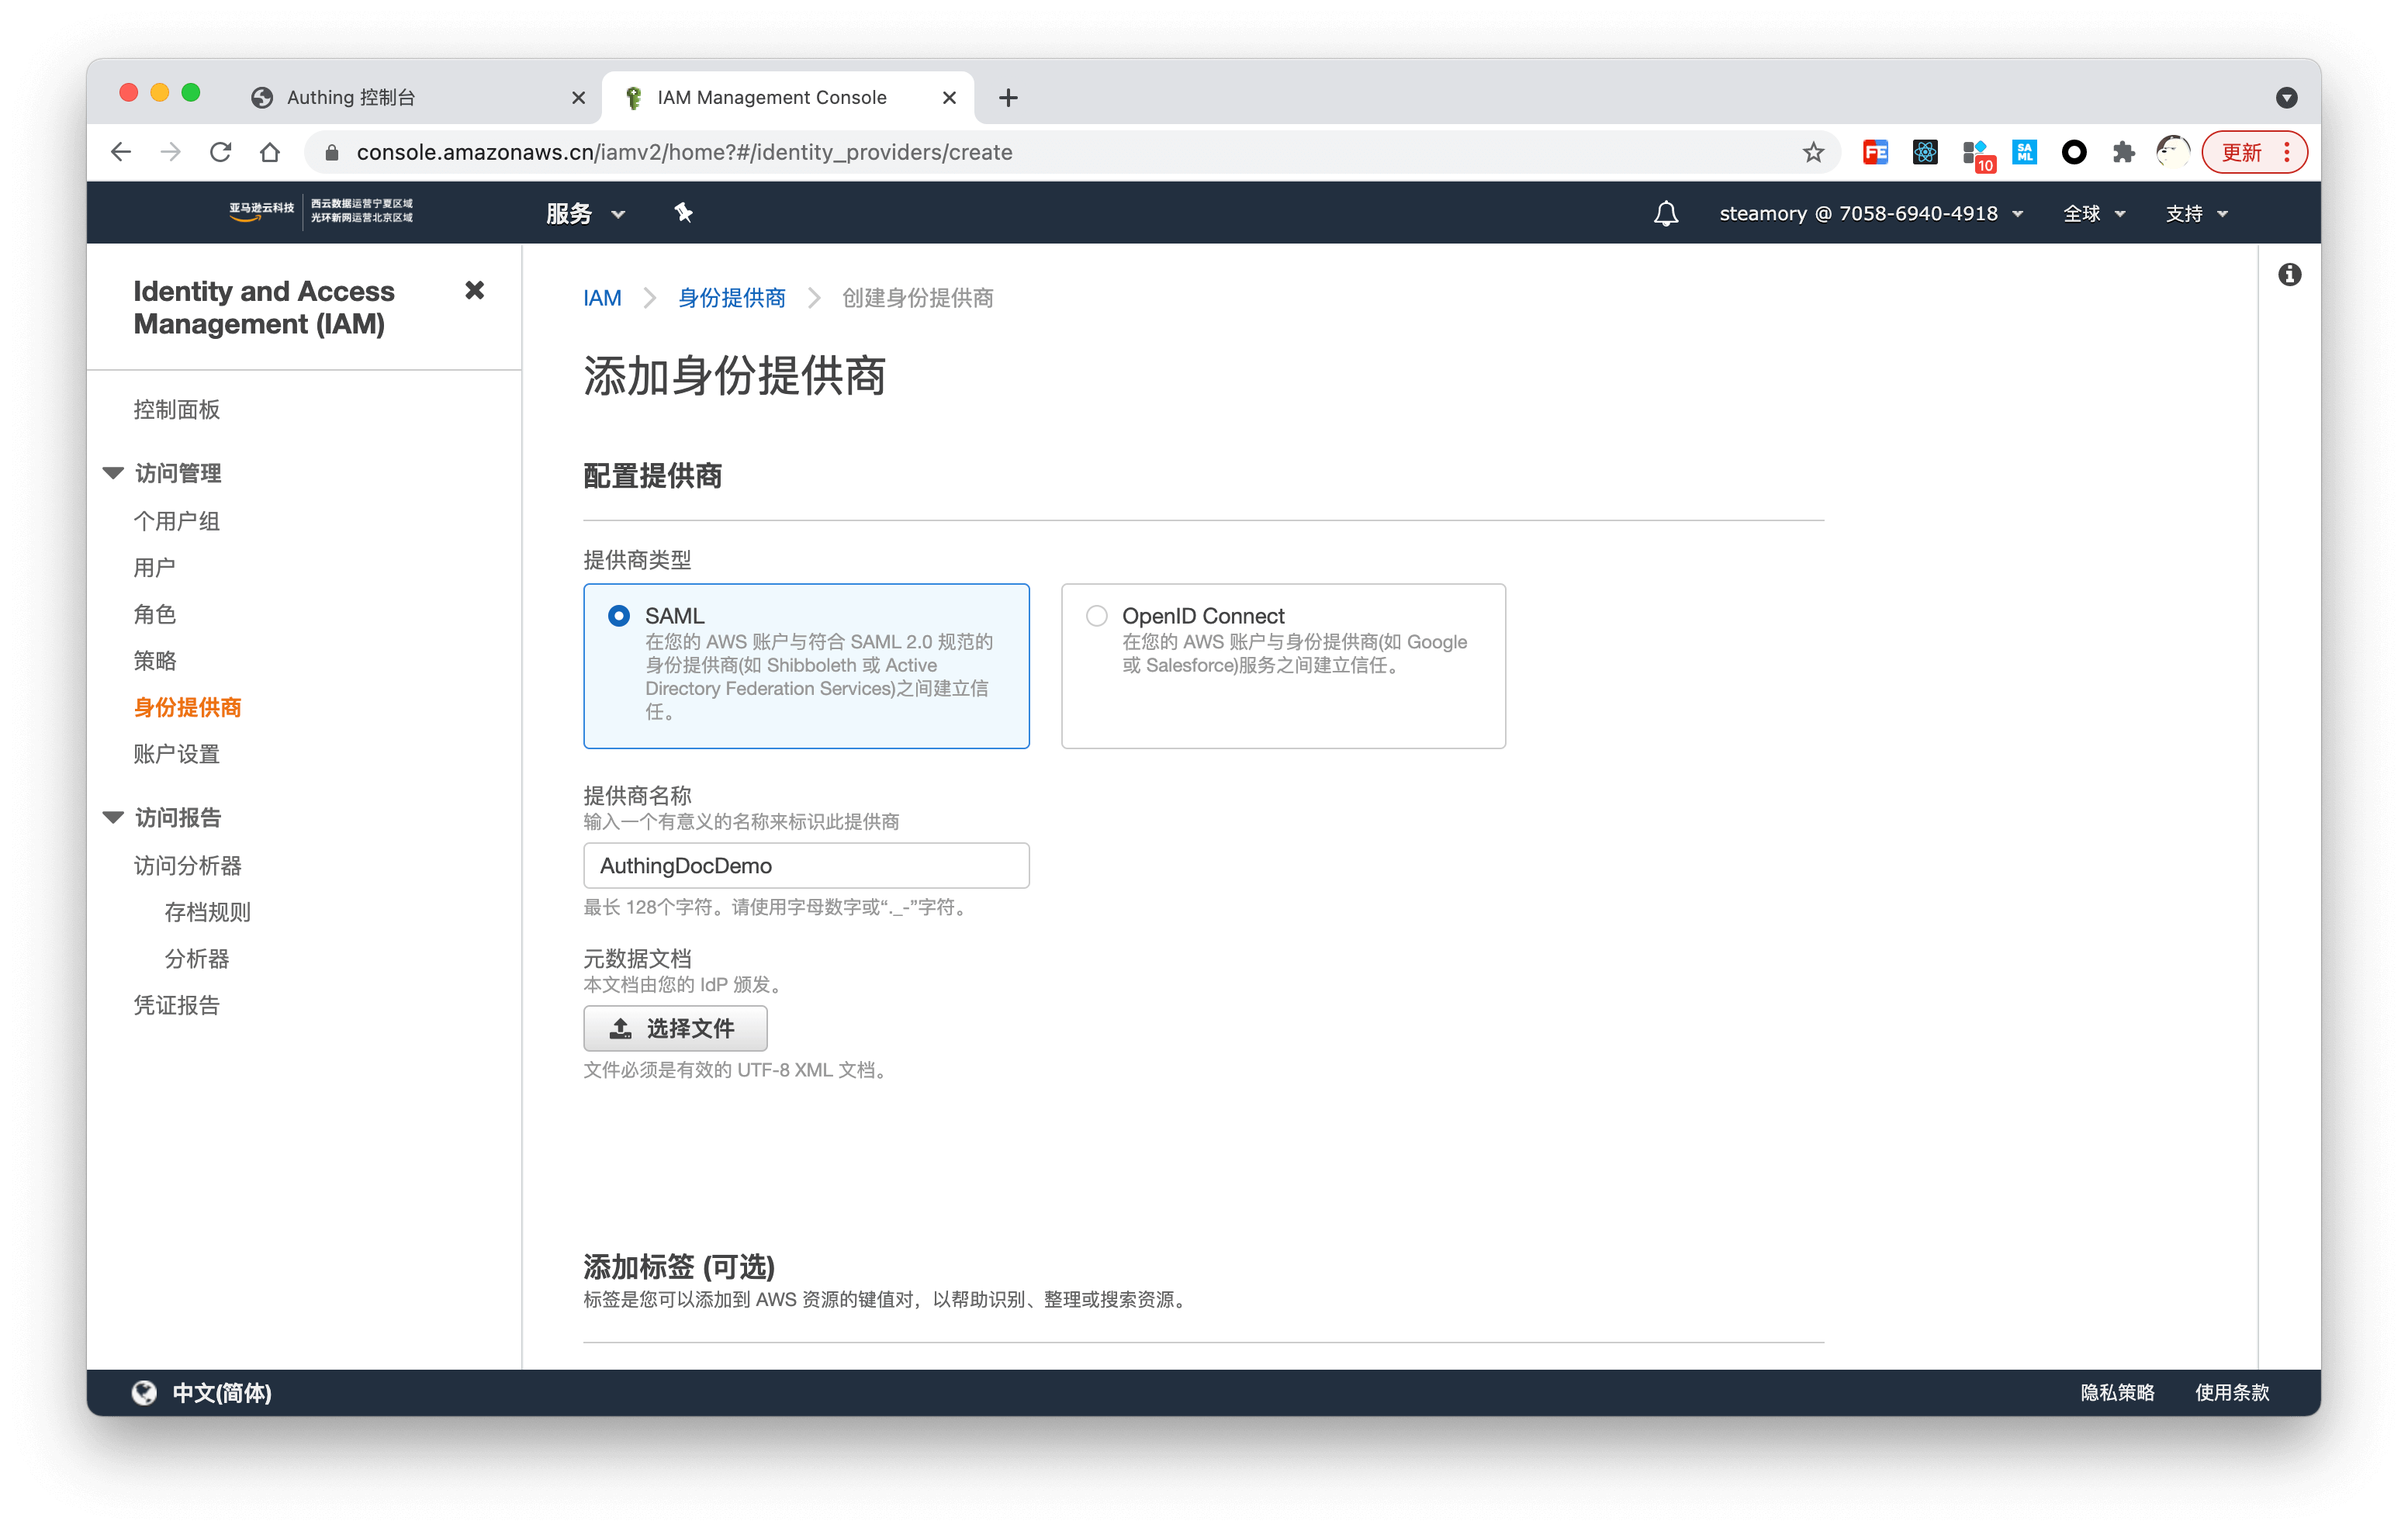 Authing 控制台
IAM Management Console
console.amazonaws.cn/iamv2/home?#/identity_providers/create
FE
10
SA
ML
更新
亚马逊云科技
西云数据运营宁夏区域
光环新网运营北京区域
服务
steamory @ 7058-6940-4918
全球
支持
Identity and Access
Management (IAM)
控制面板
访问管理
个用户组
用户
角色
策略
身份提供商
账户设置
访问报告
访问分析器
存档规则
分析器
凭证报告
IAM
身份提供商
创建身份提供商
添加身份提供商
配置提供商
提供商类型
SAML
在您的 AWS 账户与符合 SAML 2.0 规范的
身份提供商(如 Shibboleth 或 Active
Directory Federation Services)之间建立信
任。
OpenID Connect
在您的 AWS 账户与身份提供商(如 Google
或 Salesforce)服务之间建立信任。
提供商名称
输入一个有意义的名称来标识此提供商
AuthingDocDemo
最长 128个字符。请使用字母数字或“._-”字符。
元数据文档
本文档由您的 IdP 颁发。
选择文件
文件必须是有效的 UTF-8 XML 文档。
添加标签 (可选)
标签是您可以添加到 AWS 资源的键值对，以帮助识别、整理或搜索资源。
中文(简体)
隐私策略
使用条款